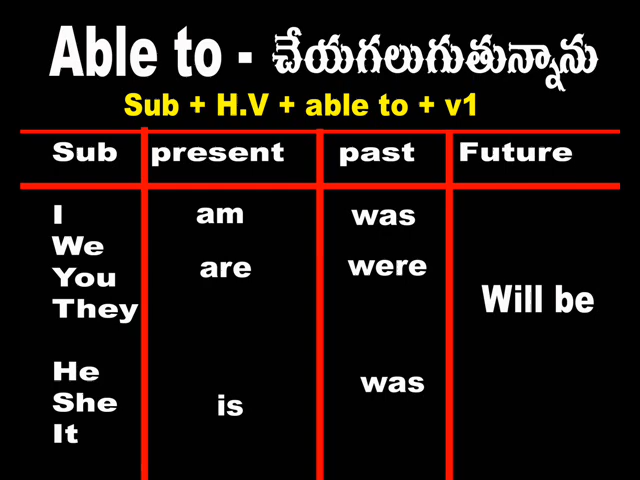 Able to - చేయగలుగుతున్నాను
Sub + H.V + able to + v1
Sub present past Future
I am was
We
You are were
They
Will be
He
She is was
It